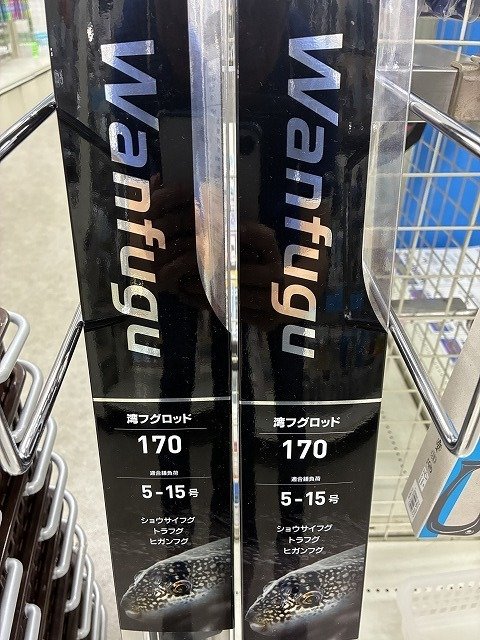 Wanfugu
湾フグロッド
170
適合錘負荷
5-15号
ショウサイフグ
トラフグ
ヒガンフグ
Wanfugu
湾フグロッド
170
適合錘負荷
5-15号
ショウサイフグ
トラフグ
ヒガンフグ